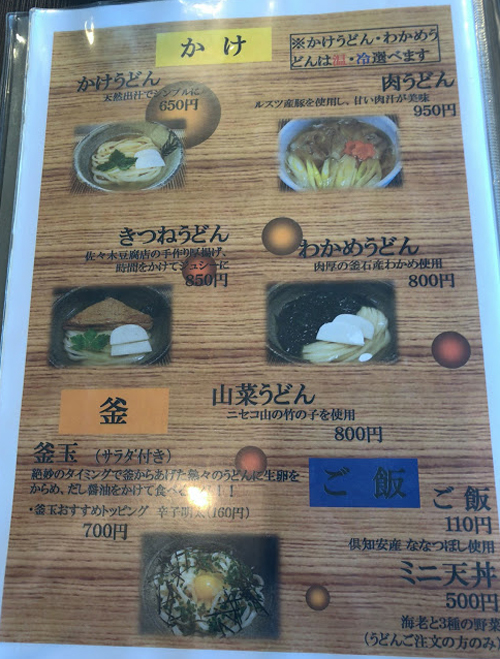 かけ
※かけうどん・わかめう
どんは温・冷選べます
かけうどん
天然出汁でシンプルに
650円
肉うどん
ルスツ産豚を使用し、甘い肉汁が美味
950円
きつねうどん
佐々木豆腐店の手作り厚揚げ、
時間をかけてジューシーに
850円
わかめうどん
肉厚の釜石産わかめ使用
800円
山菜うどん
ニセコ山の竹の子を使用
800円
釜
釜玉 (サラダ付き)
絶妙のタイミングで釜からあげた熱々のうどんに生卵を
からめ、だし醤油をかけて食べ
！！
・釜玉おすすめトッピング 辛子明太(160円)
700円
ご飯
ご飯
110円
倶知安産 ななつぼし使用
ミニ天丼
500円
海老と3種の野菜
(うどんご注文の方のみ)